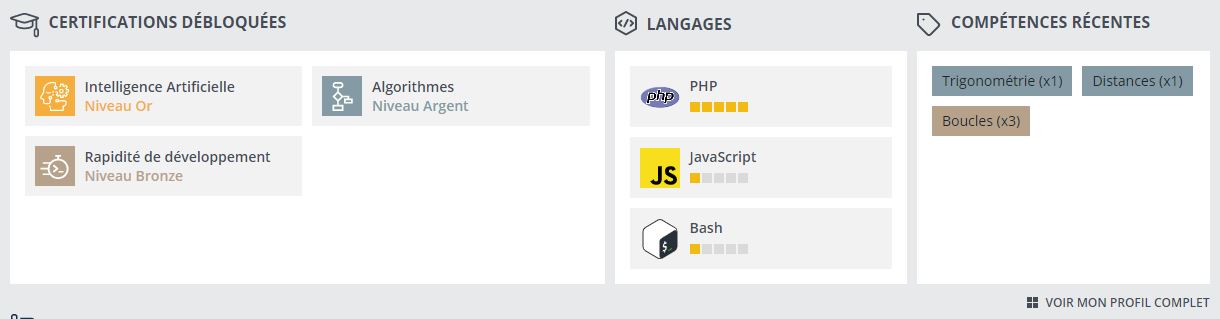 CERTIFICATIONS DÉBLOQUÉES
Intelligence Artificielle
Niveau Or
Algorithmes
Niveau Argent
Rapidité de développement
Niveau Bronze
LANGAGES
php
PHP
JS
JavaScript
$_
Bash
COMPÉTENCES RÉCENTES
Trigonométrie (x1)
Distances (x1)
Boucles (x3)
VOIR MON PROFIL COMPLET